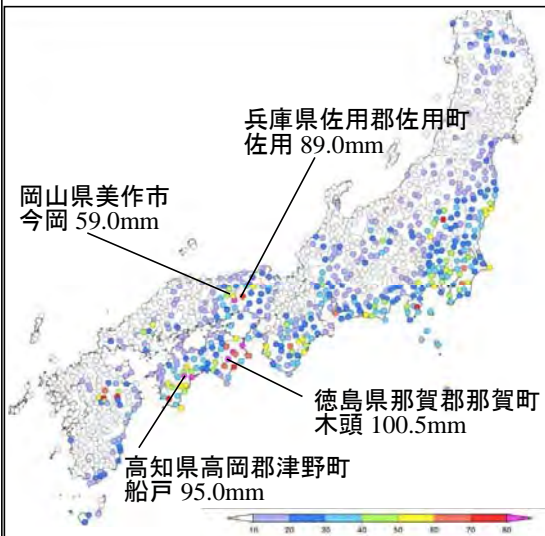 兵庫県佐用郡佐用町
佐用 89.0mm
岡山県美作市
今岡 59.0mm
徳島県那賀郡那賀町
木頭 100.5mm
高知県高岡郡津野町
船戸 95.0mm
10 20 30 40 50 60 70 80